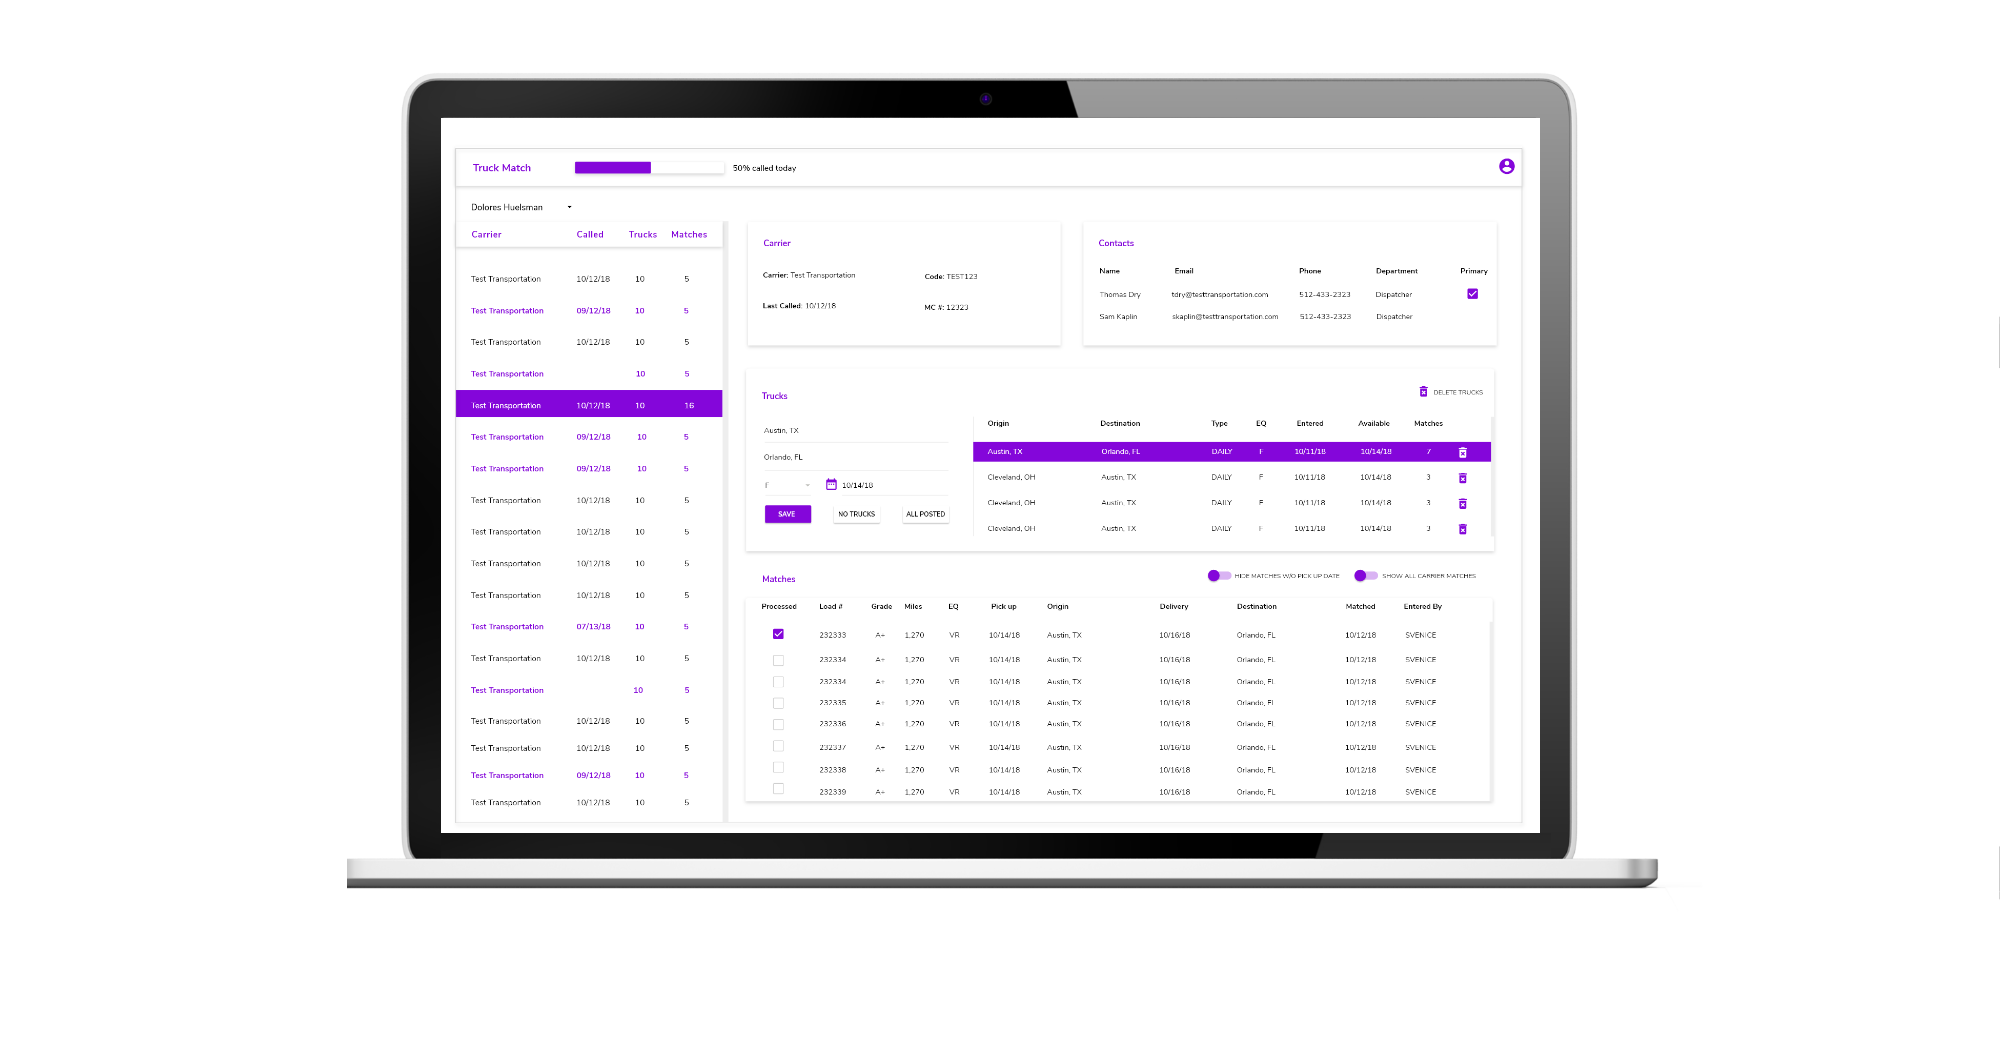 Truck Match 50% called today
Dolores Huelsman
Carrier Called Trucks Matches
Test Transportation 10/12/18 10 5
Test Transportation 09/12/18 10 5
Test Transportation 10/12/18 10 5
Test Transportation 10 5
Test Transportation 10/12/18 10 16
Test Transportation 09/12/18 10 5
Test Transportation 09/12/18 10 5
Test Transportation 10/12/18 10 5
Test Transportation 10/12/18 10 5
Test Transportation 10/12/18 10 5
Test Transportation 10/12/18 10 5
Test Transportation 07/13/18 10 5
Test Transportation 10/12/18 10 5
Test Transportation 10 5
Test Transportation 10/12/18 10 5
Test Transportation 10/12/18 10 5
Test Transportation 09/12/18 10 5
Test Transportation 10/12/18 10 5
Carrier
Carrier: Test Transportation Code: TEST123
Last Called: 10/12/18 MC #: 12323
Contacts
Name Email Phone Department Primary
Thomas Dry tdry@testtransportation.com 512-433-2323 Dispatcher
Sam Kaplin skaplin@testtransportation.com 512-433-2323 Dispatcher
Trucks
DELETE TRUCKS
Austin, TX
Orlando, FL
F 10/14/18
SAVE NO TRUCKS ALL POSTED
Origin Destination Type EQ Entered Available Matches
Austin, TX Orlando, FL DAILY F 10/11/18 10/14/18 7
Cleveland, OH Austin, TX DAILY F 10/11/18 10/14/18 3
Cleveland, OH Austin, TX DAILY F 10/11/18 10/14/18 3
Cleveland, OH Austin, TX DAILY F 10/11/18 10/14/18 3
Matches
HIDE MATCHES W/O PICK UP DATE SHOW ALL CARRIER MATCHES
Processed Load # Grade Miles EQ Pick up Origin Delivery Destination Matched Entered By
232333 A+ 1,270 VR 10/14/18 Austin, TX 10/16/18 Orlando, FL 10/12/18 SVENICE
232334 A+ 1,270 VR 10/14/18 Austin, TX 10/16/18 Orlando, FL 10/12/18 SVENICE
232334 A+ 1,270 VR 10/14/18 Austin, TX 10/16/18 Orlando, FL 10/12/18 SVENICE
232335 A+ 1,270 VR 10/14/18 Austin, TX 10/16/18 Orlando, FL 10/12/18 SVENICE
232336 A+ 1,270 VR 10/14/18 Austin, TX 10/16/18 Orlando, FL 10/12/18 SVENICE
232337 A+ 1,270 VR 10/14/18 Austin, TX 10/16/18 Orlando, FL 10/12/18 SVENICE
232338 A+ 1,270 VR 10/14/18 Austin, TX 10/16/18 Orlando, FL 10/12/18 SVENICE
232339 A+ 1,270 VR 10/14/18 Austin, TX 10/16/18 Orlando, FL 10/12/18 SVENICE